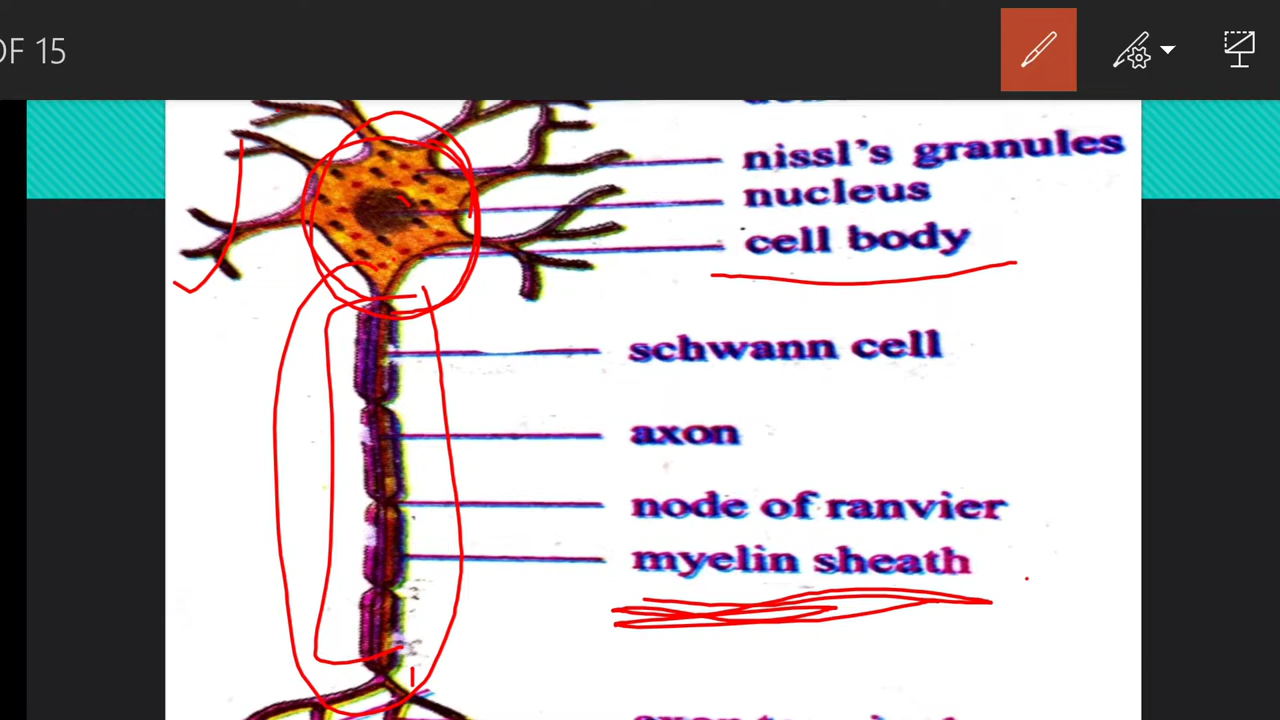 OF 15
nissl's granules
nucleus
cell body
schwann cell
axon
node of ranvier
myelin sheath